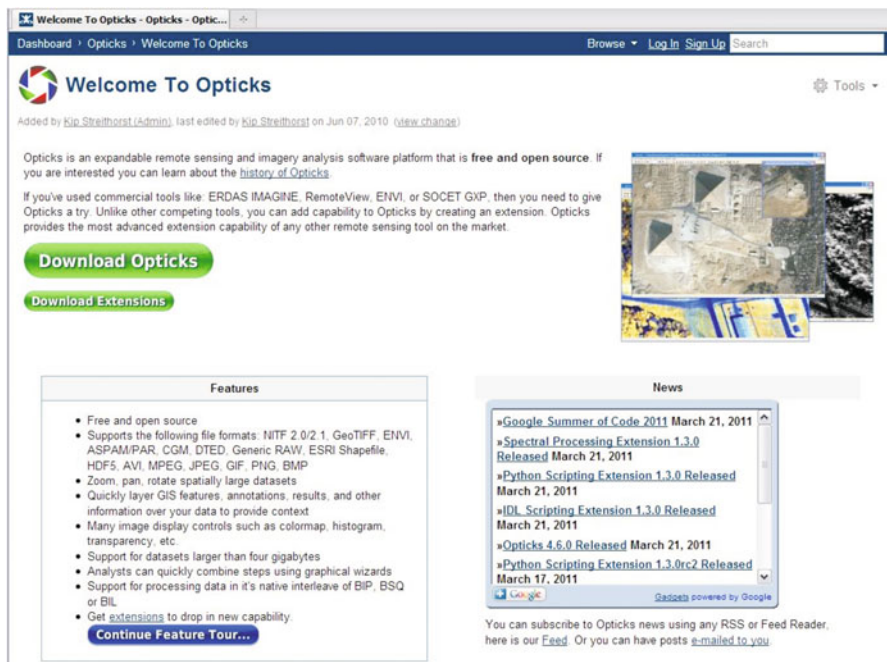 Welcome To Opticks - Opticks - Optic...
Dashboard › Opticks › Welcome To Opticks
Browse
Log In
Sign Up
Search
Welcome To Opticks
Tools
Added by Kip Streithorst (Admin), last edited by Kip Streithorst on Jun 07, 2010 (view change)
Opticks is an expandable remote sensing and imagery analysis software platform that is free and open source. If
you are interested you can learn about the history of Opticks.
If you've used commercial tools like: ERDAS IMAGINE, RemoteView, ENVI, or SOCET GXP, then you need to give
Opticks a try. Unlike other competing tools, you can add capability to Opticks by creating an extension. Opticks
provides the most advanced extension capability of any other remote sensing tool on the market.
Download Opticks
Download Extensions
Features
• Free and open source
• Supports the following file formats: NITF 2.0/2.1, GeoTIFF, ENVI,
ASPAM/PAR, CGM, DTED, Generic RAW, ESRI Shapefile,
HDF5, AVI, MPEG, JPEG, GIF, PNG, BMP
• Zoom, pan, rotate spatially large datasets
• Quickly layer GIS features, annotations, results, and other
information over your data to provide context
• Many image display controls such as colormap, histogram,
transparency, etc.
• Support for datasets larger than four gigabytes
• Analysts can quickly combine steps using graphical wizards
• Support for processing data in it's native interleave of BIP, BSQ
or BIL
• Get extensions to drop in new capability.
Continue Feature Tour...
News
»Google Summer of Code 2011 March 21, 2011
»Spectral Processing Extension 1.3.0
Released March 21, 2011
»Python Scripting Extension 1.3.0 Released
March 21, 2011
»IDL Scripting Extension 1.3.0 Released
March 21, 2011
»Opticks 4.6.0 Released March 21, 2011
»Python Scripting Extension 1.3.0rc2 Released
March 17, 2011
Google
Gadgets powered by Google
You can subscribe to Opticks news using any RSS or Feed Reader,
here is our Feed. Or you can have posts e-mailed to you.